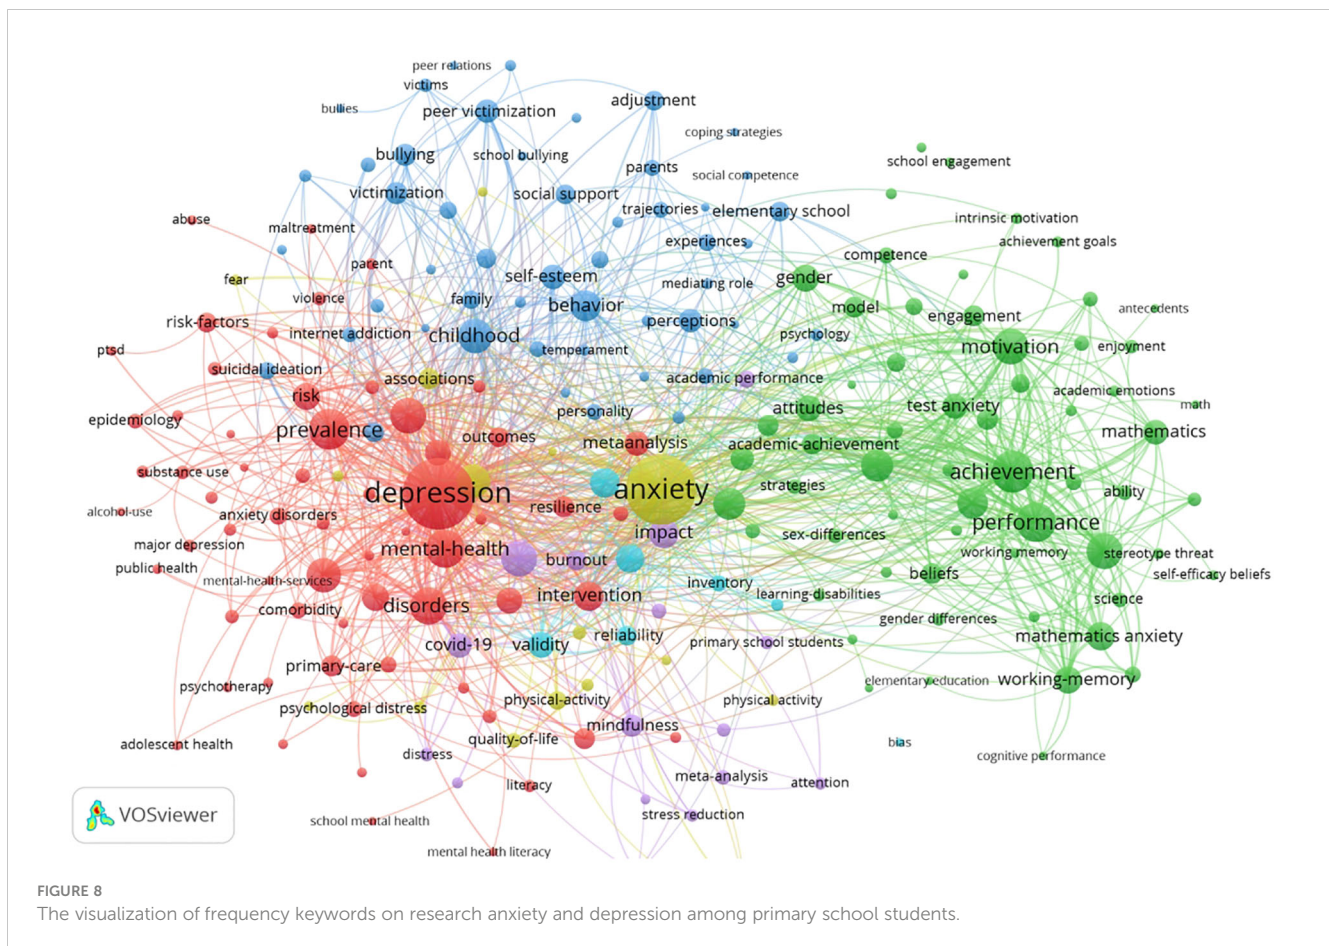 peer relations
victims
bullies
peer victimization
adjustment
coping strategies
bullying
school bullying
school engagement
parents
social competence
victimization
social support
trajectories
elementary school
abuse
maltreatment
intrinsic motivation
experiences
achievement goals
competence
parent
fear
self-esteem
gender
mediating role
violence
family
behavior
model
antecedents
engagement
risk-factors
internet addiction
childhood
perceptions
psychology
motivation
enjoyment
ptsd
temperament
suicidal ideation
associations
academic performance
academic emotions
risk
personality
attitudes
test anxiety
math
epidemiology
prevalence
outcomes
metaanalysis
academic-achievement
mathematics
substance use
achievement
depression
anxiety
strategies
ability
alcohol-use
anxiety disorders
resilience
impact
sex-differences
performance
major depression
mental-health
burnout
working memory
stereotype threat
public health
mental-health-services
inventory
beliefs
self-efficacy beliefs
comorbidity
disorders
intervention
learning-disabilities
science
covid-19
validity
reliability
primary school students
gender differences
mathematics anxiety
primary-care
psychotherapy
elementary education
working-memory
psychological distress
physical-activity
physical activity
mindfulness
adolescent health
distress
quality-of-life
bias
cognitive performance
literacy
meta-analysis
attention
VOSviewer
school mental health
stress reduction
mental health literacy
FIGURE 8
The visualization of frequency keywords on research anxiety and depression among primary school students.